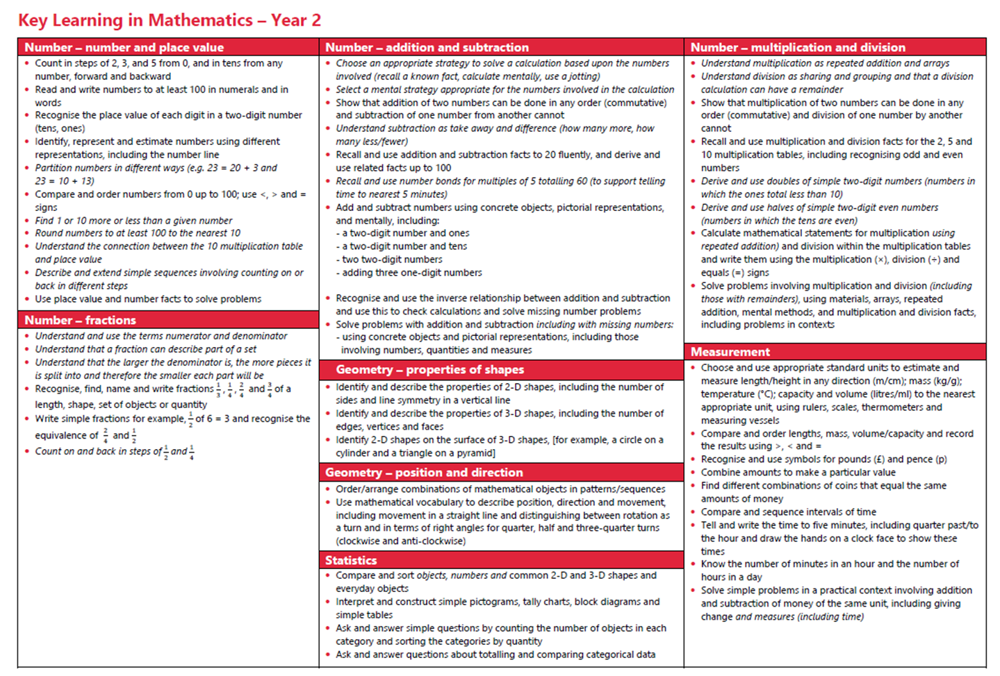 Key Learning in Mathematics – Year 2
Number – number and place value
• Count in steps of 2, 3, and 5 from 0, and in tens from any
number, forward and backward
• Read and write numbers to at least 100 in numerals and in
words
• Recognise the place value of each digit in a two-digit number
(tens, ones)
• Identify, represent and estimate numbers using different
representations, including the number line
• Partition numbers in different ways (e.g. 23 = 20 + 3 and
23 = 10 + 13)
• Compare and order numbers from 0 up to 100; use <, > and =
signs
• Find 1 or 10 more or less than a given number
• Round numbers to at least 100 to the nearest 10
• Understand the connection between the 10 multiplication table
and place value
• Describe and extend simple sequences involving counting on or
back in different steps
• Use place value and number facts to solve problems
Number – fractions
• Understand and use the terms numerator and denominator
• Understand that a fraction can describe part of a set
• Understand that the larger the denominator is, the more pieces it
is split into and therefore the smaller each part will be
• Recognise, find, name and write fractions 1/3, 1/4, 2/4 and 3/4 of a
length, shape, set of objects or quantity
• Write simple fractions for example, 1/2 of 6 = 3 and recognise the
equivalence of 2/4 and 1/2
• Count on and back in steps of 1/2 and 1/4
Number – addition and subtraction
• Choose an appropriate strategy to solve a calculation based upon the numbers
involved (recall a known fact, calculate mentally, use a jotting)
• Select a mental strategy appropriate for the numbers involved in the calculation
• Show that addition of two numbers can be done in any order (commutative)
and subtraction of one number from another cannot
• Understand subtraction as take away and difference (how many more, how
many less/fewer)
• Recall and use addition and subtraction facts to 20 fluently, and derive and
use related facts up to 100
• Recall and use number bonds for multiples of 5 totalling 60 (to support telling
time to nearest 5 minutes)
• Add and subtract numbers using concrete objects, pictorial representations,
and mentally, including:
- a two-digit number and ones
- a two-digit number and tens
- two two-digit numbers
- adding three one-digit numbers
• Recognise and use the inverse relationship between addition and subtraction
and use this to check calculations and solve missing number problems
• Solve problems with addition and subtraction including with missing numbers:
- using concrete objects and pictorial representations, including those
involving numbers, quantities and measures
Geometry – properties of shapes
• Identify and describe the properties of 2-D shapes, including the number of
sides and line symmetry in a vertical line
• Identify and describe the properties of 3-D shapes, including the number of
edges, vertices and faces
• Identify 2-D shapes on the surface of 3-D shapes, [for example, a circle on a
cylinder and a triangle on a pyramid]
Geometry – position and direction
• Order/arrange combinations of mathematical objects in patterns/sequences
• Use mathematical vocabulary to describe position, direction and movement,
including movement in a straight line and distinguishing between rotation as
a turn and in terms of right angles for quarter, half and three-quarter turns
(clockwise and anti-clockwise)
Statistics
• Compare and sort objects, numbers and common 2-D and 3-D shapes and
everyday objects
• Interpret and construct simple pictograms, tally charts, block diagrams and
simple tables
• Ask and answer simple questions by counting the number of objects in each
category and sorting the categories by quantity
• Ask and answer questions about totalling and comparing categorical data
Number – multiplication and division
• Understand multiplication as repeated addition and arrays
• Understand division as sharing and grouping and that a division
calculation can have a remainder
• Show that multiplication of two numbers can be done in any
order (commutative) and division of one number by another
cannot
• Recall and use multiplication and division facts for the 2, 5 and
10 multiplication tables, including recognising odd and even
numbers
• Derive and use doubles of simple two-digit numbers (numbers in
which the ones total less than 10)
• Derive and use halves of simple two-digit even numbers
(numbers in which the tens are even)
• Calculate mathematical statements for multiplication using
repeated addition) and division within the multiplication tables
and write them using the multiplication (×), division (÷) and
equals (=) signs
• Solve problems involving multiplication and division (including
those with remainders), using materials, arrays, repeated
addition, mental methods, and multiplication and division facts,
including problems in contexts
Measurement
• Choose and use appropriate standard units to estimate and
measure length/height in any direction (m/cm); mass (kg/g);
temperature (°C); capacity and volume (litres/ml) to the nearest
appropriate unit, using rulers, scales, thermometers and
measuring vessels
• Compare and order lengths, mass, volume/capacity and record
the results using >, < and =
• Recognise and use symbols for pounds (£) and pence (p)
• Combine amounts to make a particular value
• Find different combinations of coins that equal the same
amounts of money
• Compare and sequence intervals of time
• Tell and write the time to five minutes, including quarter past/to
the hour and draw the hands on a clock face to show these
times
• Know the number of minutes in an hour and the number of
hours in a day
• Solve simple problems in a practical context involving addition
and subtraction of money of the same unit, including giving
change and measures (including time)